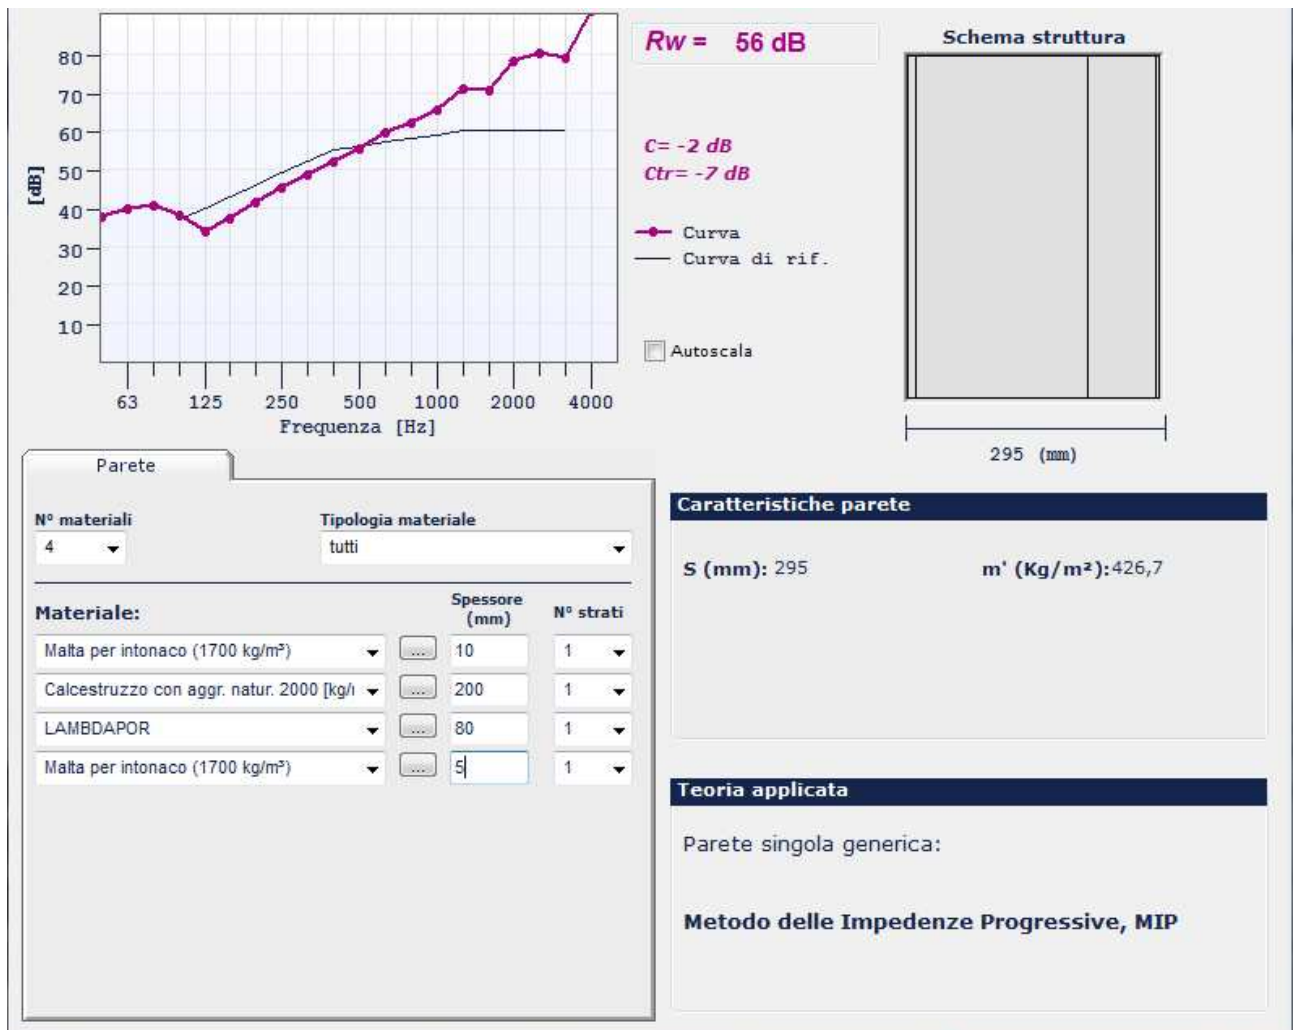 80
70
60
50
40
30
20
10
[dB]
63 125 250 500 1000 2000 4000
Frequenza [Hz]
Rw = 56 dB
C= -2 dB
Ctr= -7 dB
Curva
Curva di rif.
Autoscala
Schema struttura
295 (mm)
Parete
N° materiali Tipologia materiale
4 tutti
Materiale: Spessore (mm) N° strati
Malta per intonaco (1700 kg/m³) ... 10 1
Calcestruzzo con aggr. natur. 2000 [kg/ı ... 200 1
LAMBDAPOR ... 80 1
Malta per intonaco (1700 kg/m³) ... 5 1
Caratteristiche parete
S (mm): 295 m' (Kg/m²):426,7
Teoria applicata
Parete singola generica:
Metodo delle Impedenze Progressive, MIP